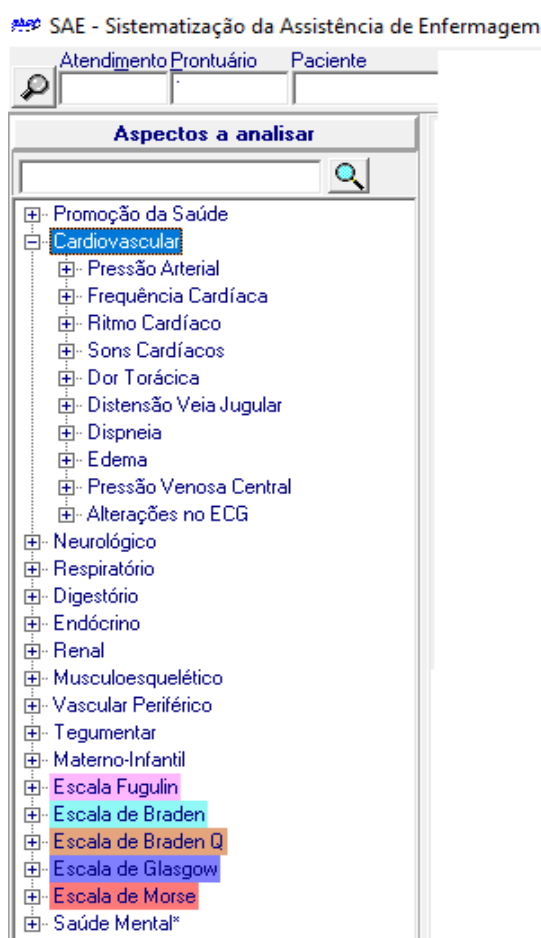 SAE - Sistematização da Assistência de Enfermagem
Atendimento Prontuário Paciente
Aspectos a analisar
Promoção da Saúde
Cardiovascular
Pressão Arterial
Frequência Cardíaca
Ritmo Cardíaco
Sons Cardíacos
Dor Torácica
Distensão Veia Jugular
Dispneia
Edema
Pressão Venosa Central
Alterações no ECG
Neurológico
Respiratório
Digestório
Endócrino
Renal
Musculoesquelético
Vascular Periférico
Tegumentar
Materno-Infantil
Escala Fugulin
Escala de Braden
Escala de Braden Q
Escala de Glasgow
Escala de Morse
Saúde Mental*